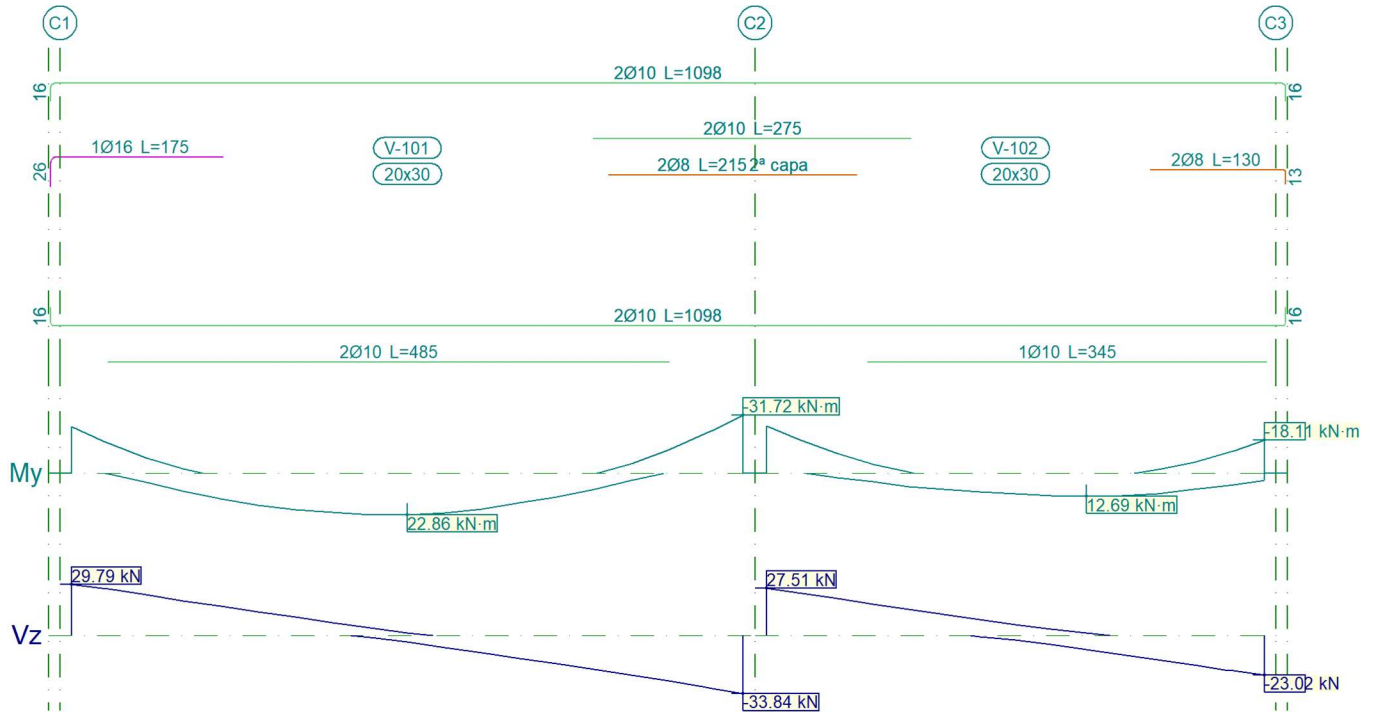 C1
C2
C3
2Ø10 L=1098
16
16
2Ø10 L=275
1Ø16 L=175
V-101
V-102
26
20x30
2Ø8 L=215 2ª capa
20x30
2Ø8 L=130
13
16
2Ø10 L=1098
16
2Ø10 L=485
1Ø10 L=345
-31.72 kN·m
-18.11 kN·m
My
12.69 kN·m
22.86 kN·m
29.79 kN
27.51 kN
Vz
-23.02 kN
-33.84 kN